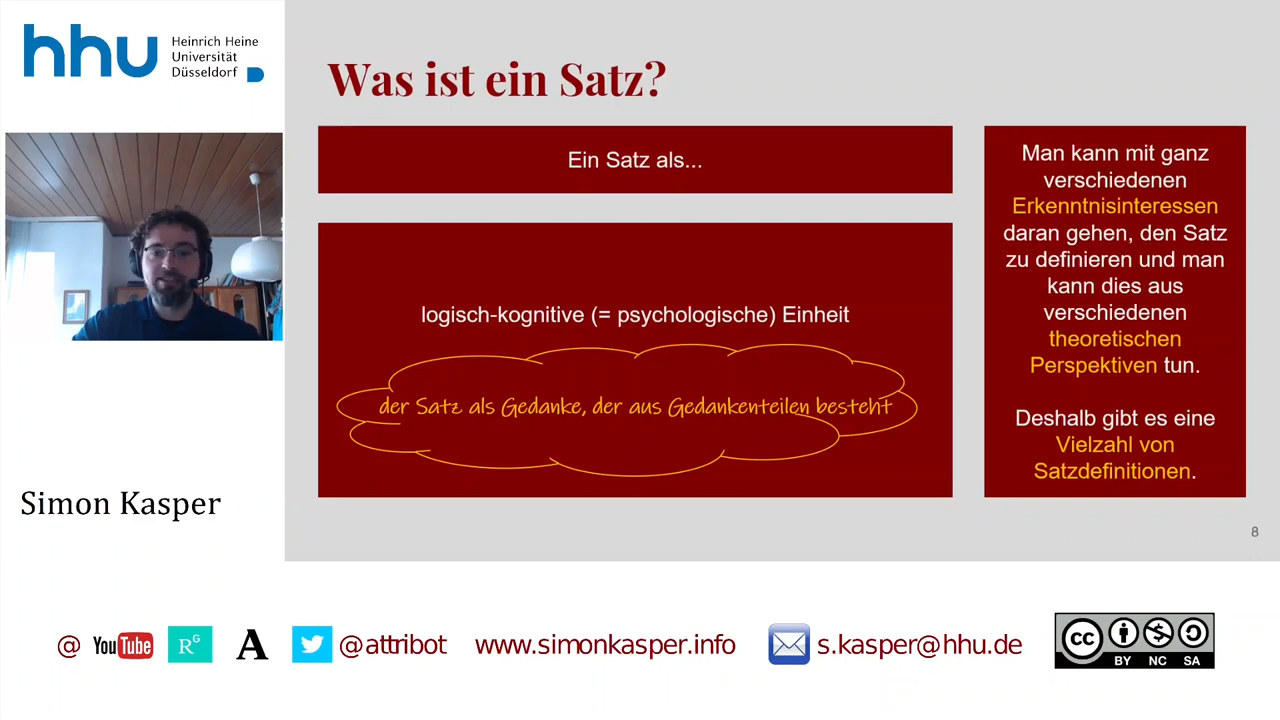 hhu
Heinrich Heine
Universität
Düsseldorf
Was ist ein Satz?
Ein Satz als...
logisch-kognitive (= psychologische) Einheit
der Satz als Gedanke, der aus Gedankenteilen besteht
Man kann mit ganz
verschiedenen
Erkenntnisinteressen
daran gehen, den Satz
zu definieren und man
kann dies aus
verschiedenen
theoretischen
Perspektiven tun.
Deshalb gibt es eine
Vielzahl von
Satzdefinitionen.
8
Simon Kasper
@ YouTube RG A @attribot www.simonkasper.info s.kasper@hhu.de
cc BY NC SA